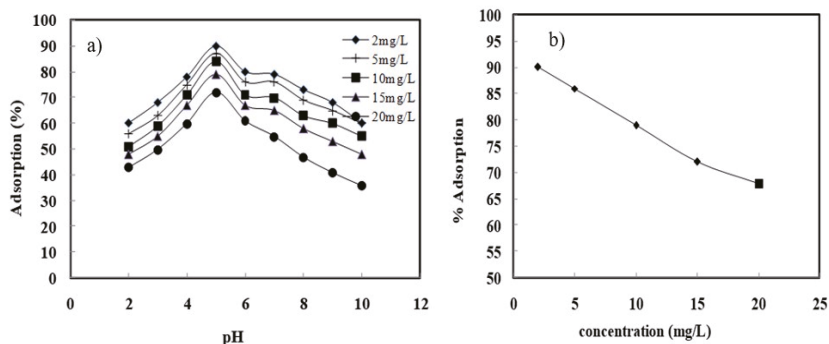 a)
2mg/L
5mg/L
10mg/L
15mg/L
20mg/L
Adsorption (%)
100
90
80
70
60
50
40
30
20
10
0
0 2 4 6 8 10 12
pH
b)
% Adsorption
100
95
90
85
80
75
70
65
60
55
50
0 5 10 15 20 25
concentration (mg/L)